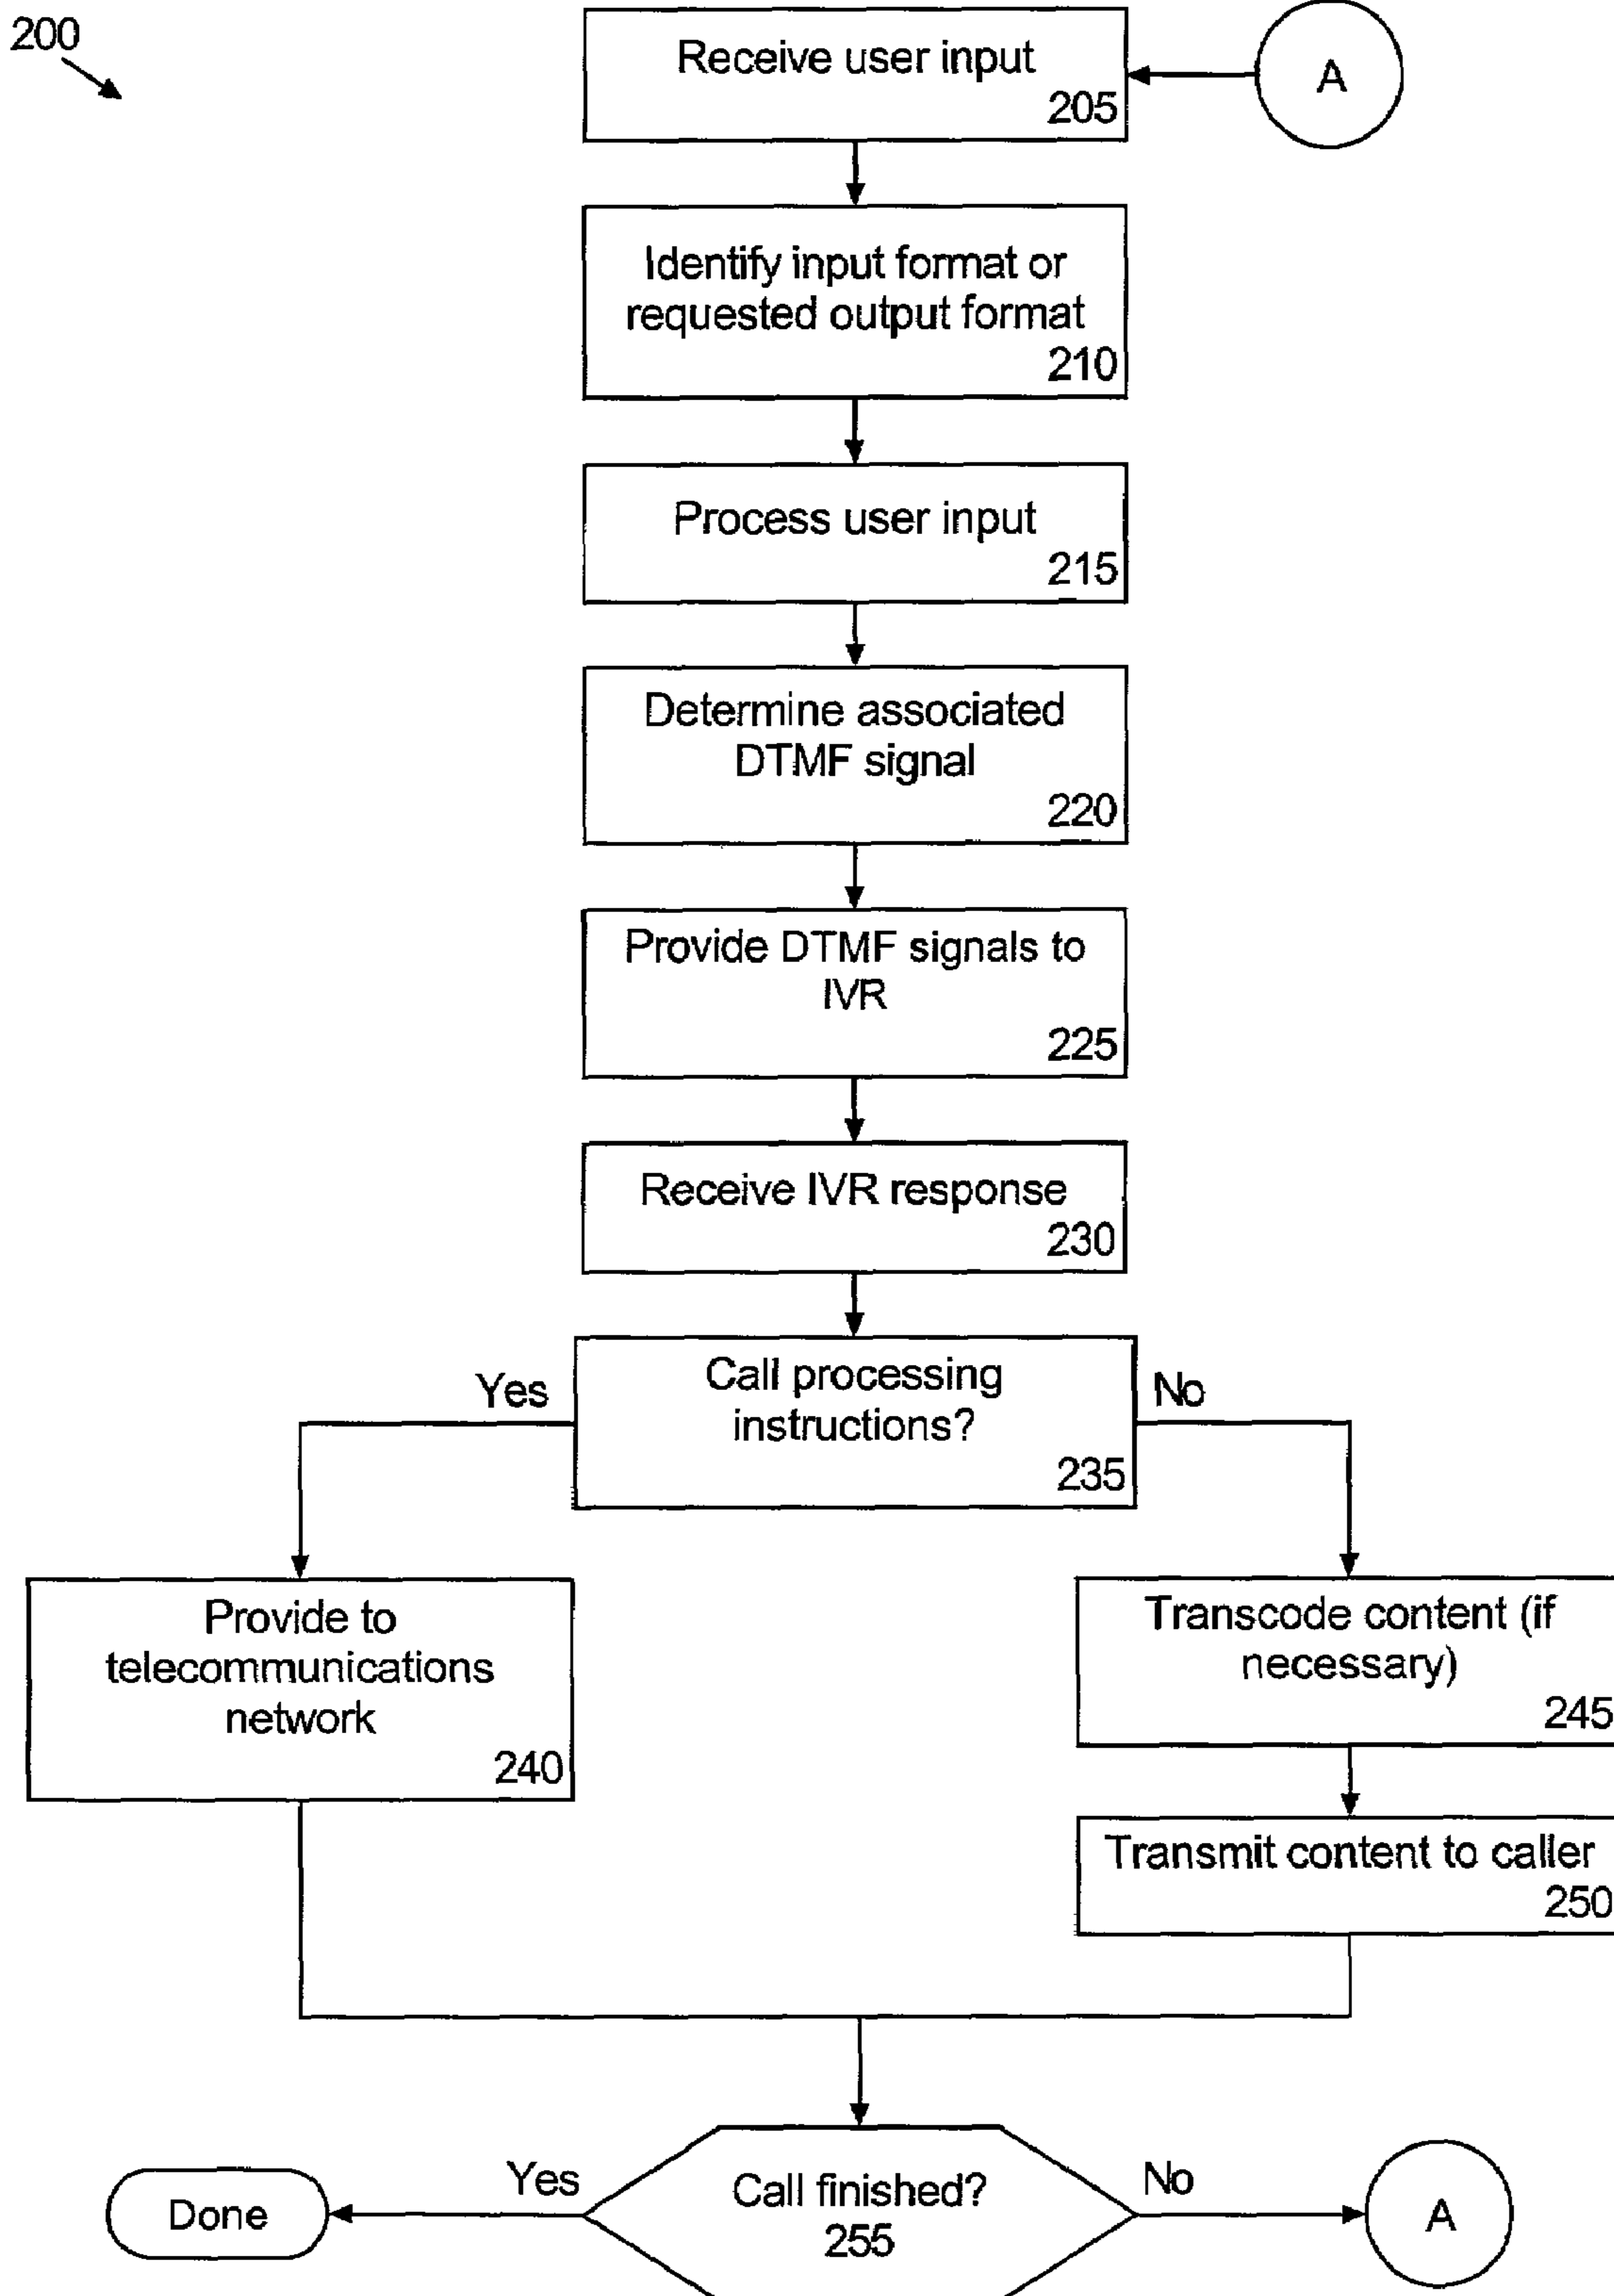 200
Receive user input
205
A
Identify input format or
requested output format
210
Process user input
215
Determine associated
DTMF signal
220
Provide DTMF signals to
IVR
225
Receive IVR response
230
Yes
Call processing
instructions?
235
No
Provide to
telecommunications
network
240
Transcode content (if
necessary)
245
Transmit content to caller
250
Done
Yes
Call finished?
255
No
A